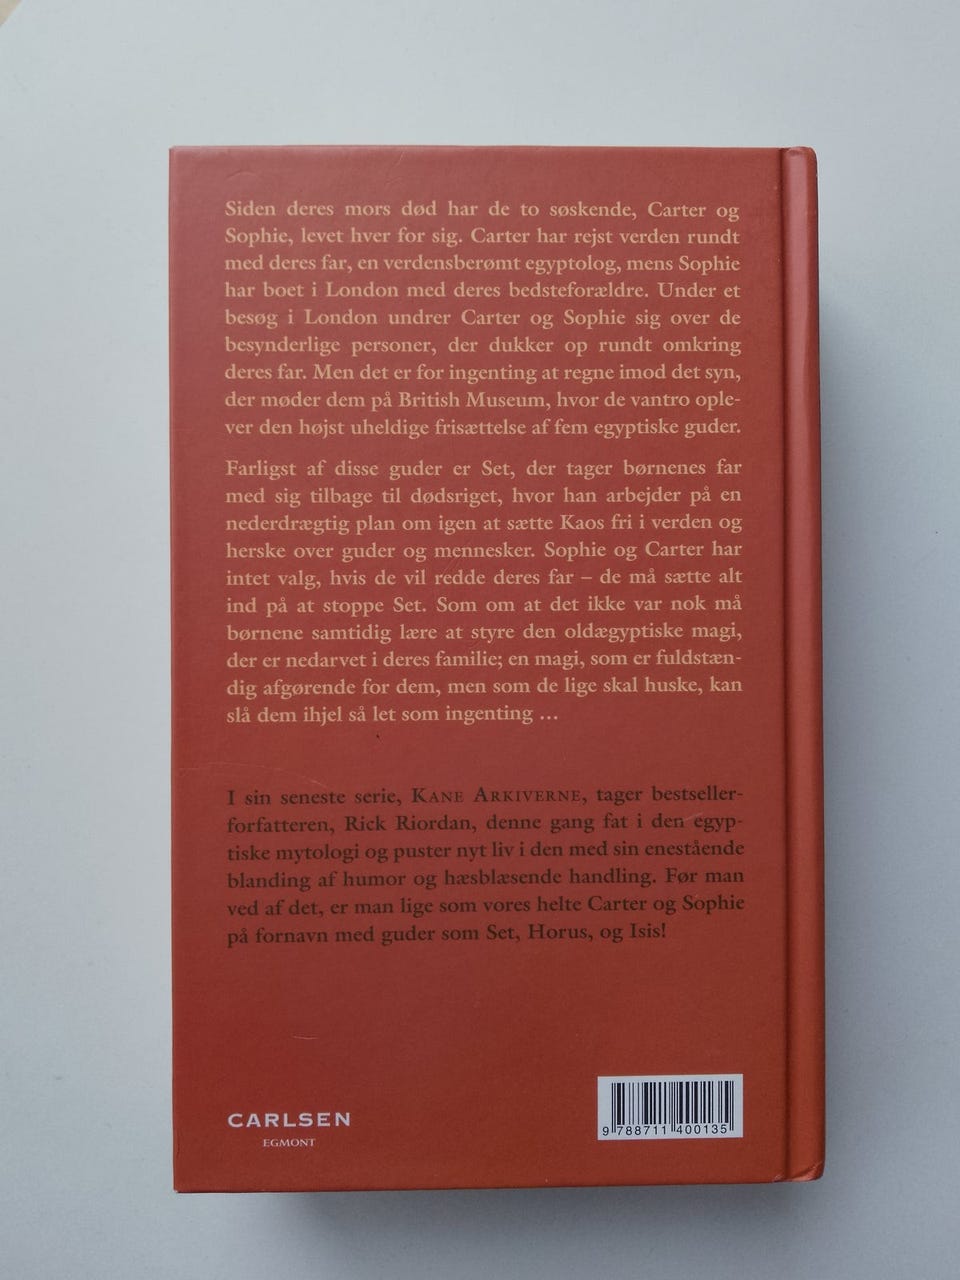 Siden deres mors død har de to søskende, Carter og
Sophie, levet hver for sig. Carter har rejst verden rundt
med deres far, en verdensberømt egyptolog, mens Sophie
har boet i London med deres bedsteforældre. Under et
besøg i London undrer Carter og Sophie sig over de
besynderlige personer, der dukker op rundt omkring
deres far. Men det er for ingenting at regne imod det syn,
der møder dem på British Museum, hvor de vantro ople-
ver den højst uheldige frisættelse af fem egyptiske guder.
Farligst af disse guder er Set, der tager børnenes far
med sig tilbage til dødsriget, hvor han arbejder på en
nederdrægtig plan om igen at sætte Kaos fri i verden og
herske over guder og mennesker. Sophie og Carter har
intet valg, hvis de vil redde deres far – de må sætte alt
ind på at stoppe Set. Som om at det ikke var nok må
børnene samtidig lære at styre den oldægyptiske magi,
der er nedarvet i deres familie; en magi, som er fuldstæn-
dig afgørende for dem, men som de lige skal huske, kan
slå dem ihjel så let som ingenting ...
I sin seneste serie, KANE ARKIVERNE, tager bestseller-
forfatteren, Rick Riordan, denne gang fat i den egyp-
tiske mytologi og puster nyt liv i den med sin enestående
blanding af humor og hæsblæsende handling. Før man
ved af det, er man lige som vores helte Carter og Sophie
på fornavn med guder som Set, Horus, og Isis!
CARLSEN
EGMONT
9 788711 400135